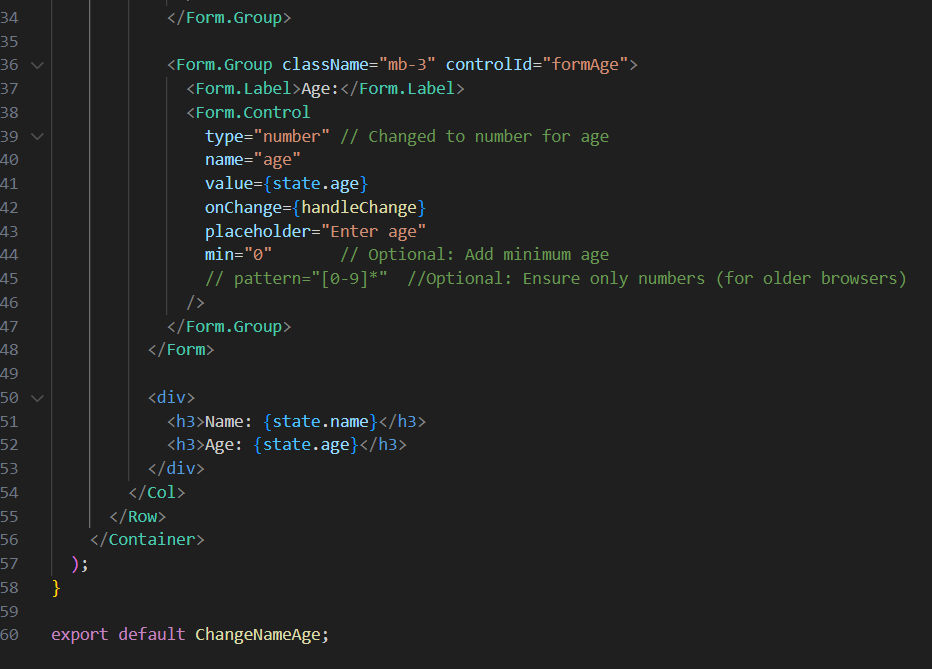 34 </Form.Group>
35
36 <Form.Group className="mb-3" controlId="formAge">
37 <Form.Label>Age:</Form.Label>
38 <Form.Control
39 type="number" // Changed to number for age
40 name="age"
41 value={state.age}
42 onChange={handleChange}
43 placeholder="Enter age"
44 min="0" // Optional: Add minimum age
45 // pattern="[0-9]*" //Optional: Ensure only numbers (for older browsers)
46 />
47 </Form.Group>
48 </Form>
49
50 <div>
51 <h3>Name: {state.name}</h3>
52 <h3>Age: {state.age}</h3>
53 </div>
54 </Col>
55 </Row>
56 </Container>
57 );
58 }
59
60 export default ChangeNameAge;